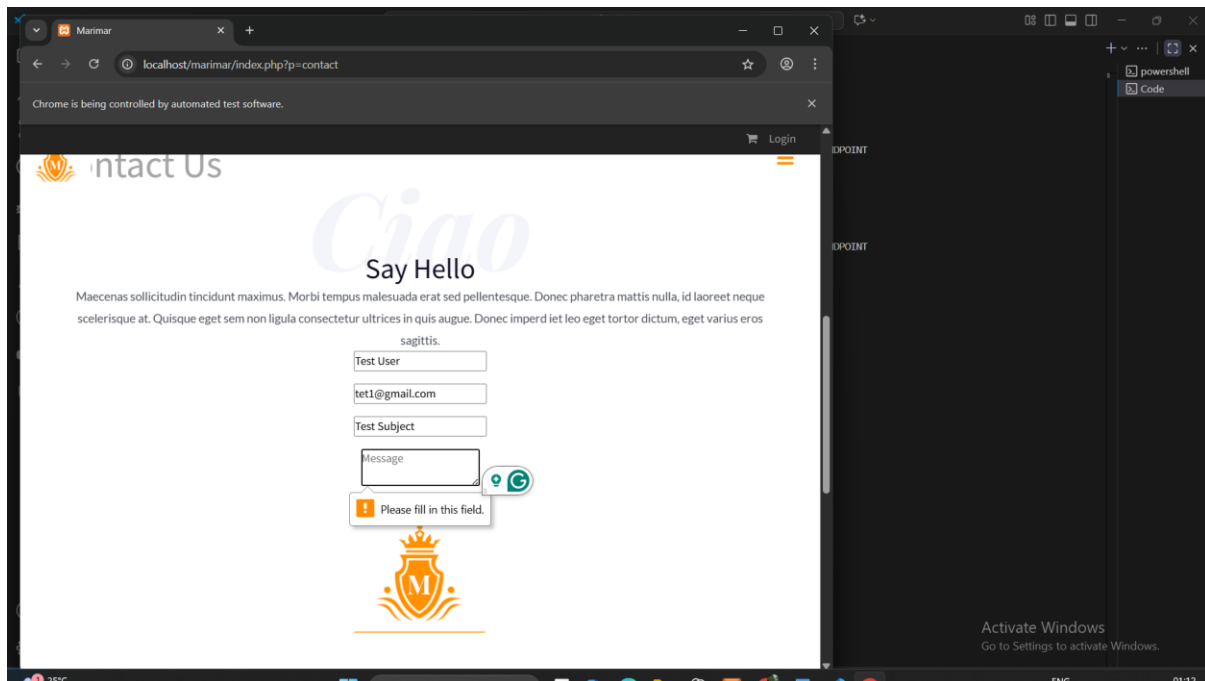 Marimar
localhost/marimar/index.php?p=contact
Chrome is being controlled by automated test software.
Login
ntact Us
Ciao
Say Hello
Maecenas sollicitudin tincidunt maximus. Morbi tempus malesuada erat sed pellentesque. Donec pharetra mattis nulla, id laoreet neque
scelerisque at. Quisque eget sem non ligula consectetur ultrices in quis augue. Donec imperd iet leo eget tortor dictum, eget varius eros
sagittis.
Test User
tet1@gmail.com
Test Subject
Message
Please fill in this field.
M
powershell
Code
DPOINT
DPOINT
Activate Windows
Go to Settings to activate Windows.
25°C
ENG
01:12